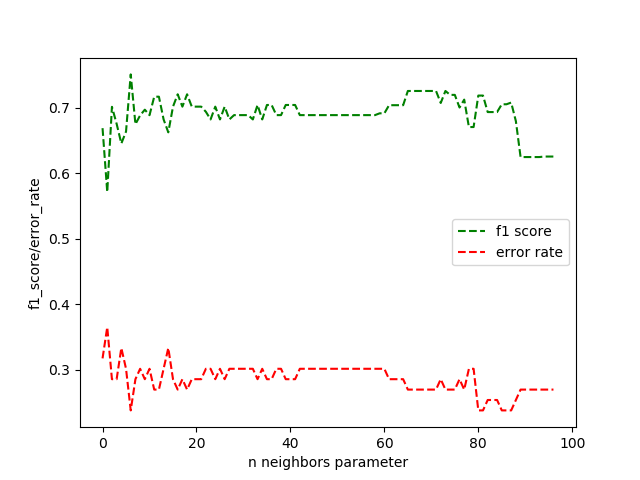 0.7
0.6
0.5
0.4
0.3
f1_score/error_rate
f1 score
error rate
0 20 40 60 80 100
n neighbors parameter